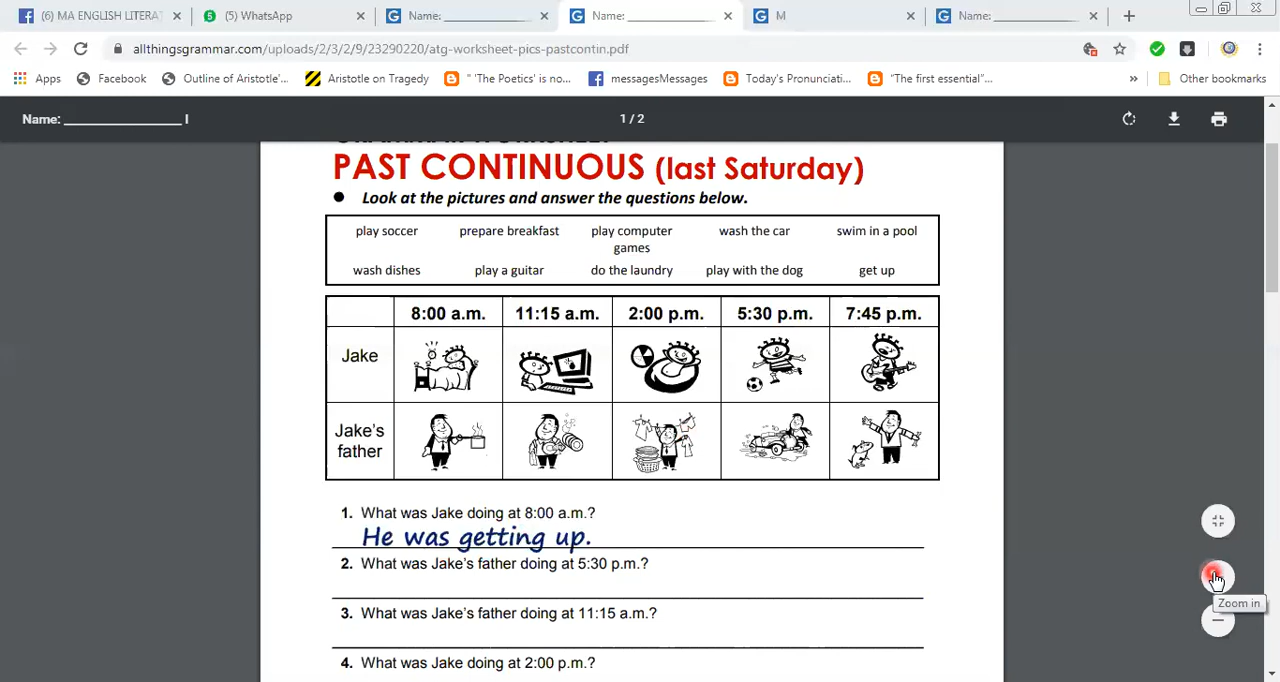 (6) MA ENGLISH LITERA
(5) WhatsApp
Name: ______________
Name: ______________
M
Name: ______________
allthingsgrammar.com/uploads/2/3/2/9/23290220/atg-worksheet-pics-pastcontin.pdf
Apps
Facebook
Outline of Aristotle'...
Aristotle on Tragedy
" 'The Poetics' is no...
messagesMessages
Today's Pronunciati...
"The first essential"...
»
Other bookmarks
Name: __________________ I
1 / 2
PAST CONTINUOUS (last Saturday)
● Look at the pictures and answer the questions below.
play soccer prepare breakfast play computer wash the car swim in a pool
games
wash dishes play a guitar do the laundry play with the dog get up
8:00 a.m. 11:15 a.m. 2:00 p.m. 5:30 p.m. 7:45 p.m.
Jake
Jake's
father
1. What was Jake doing at 8:00 a.m.?
He was getting up.
2. What was Jake's father doing at 5:30 p.m.?
3. What was Jake's father doing at 11:15 a.m.?
4. What was Jake doing at 2:00 p.m.?
Zoom in